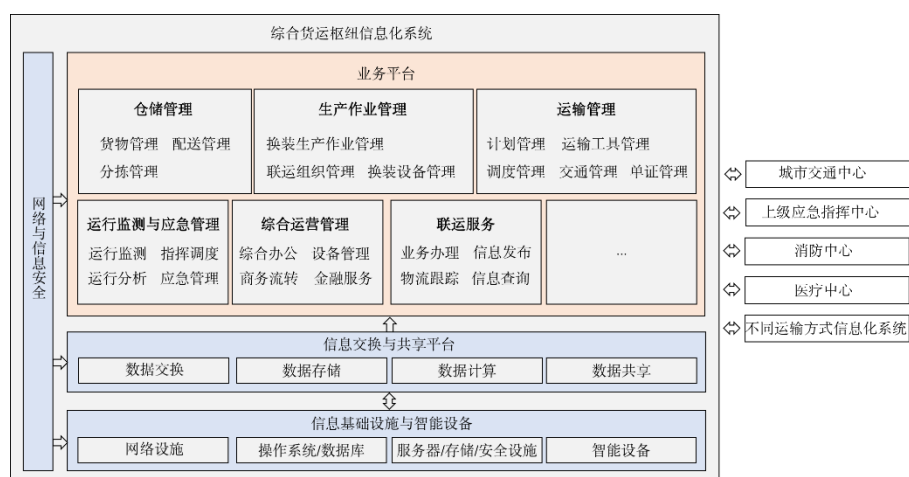 综合货运枢纽信息化系统
网络与信息安全
业务平台
仓储管理
货物管理 配送管理
分拣管理
生产作业管理
换装生产作业管理
联运组织管理 换装设备管理
运输管理
计划管理 运输工具管理
调度管理 交通管理 单证管理
运行监测与应急管理
运行监测 指挥调度
运行分析 应急管理
综合运营管理
综合办公 设备管理
商务流转 金融服务
联运服务
业务办理 信息发布
物流跟踪 信息查询
...
信息交换与共享平台
数据交换
数据存储
数据计算
数据共享
信息基础设施与智能设备
网络设施
操作系统/数据库
服务器/存储/安全设施
智能设备
城市交通中心
上级应急指挥中心
消防中心
医疗中心
不同运输方式信息化系统